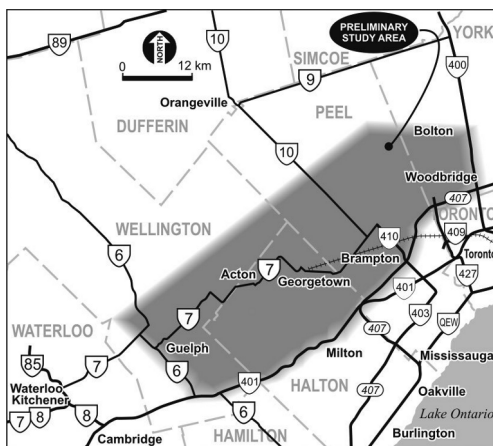 PRELIMINARY
STUDY AREA
YORK
89
NORTH
0 12 km
10
SIMCOE
9
400
Orangeville
PEEL
DUFFERIN
Bolton
10
Woodbridge
407
WELLINGTON
ORONTO
410
409
6
Brampton
Toronto
Acton
7
Georgetown
427
401
7
403
QEW
WATERLOO
407
Guelph
Milton
85
7
6
Mississauga
401
HALTON
407
Waterloo
Kitchener
Oakville
7
8
8
6
Lake Ontario
Cambridge
HAMILTON
Burlington